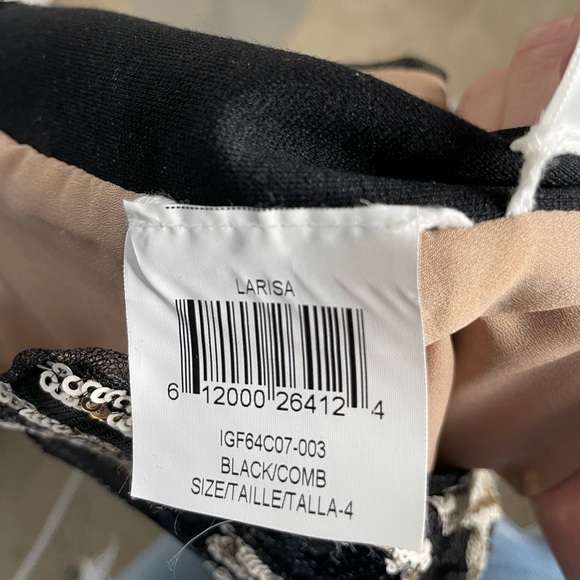 LARISA
6 12000 26412 4
IGF64C07-003
BLACK/COMB
SIZE/TAILLE/TALLA-4